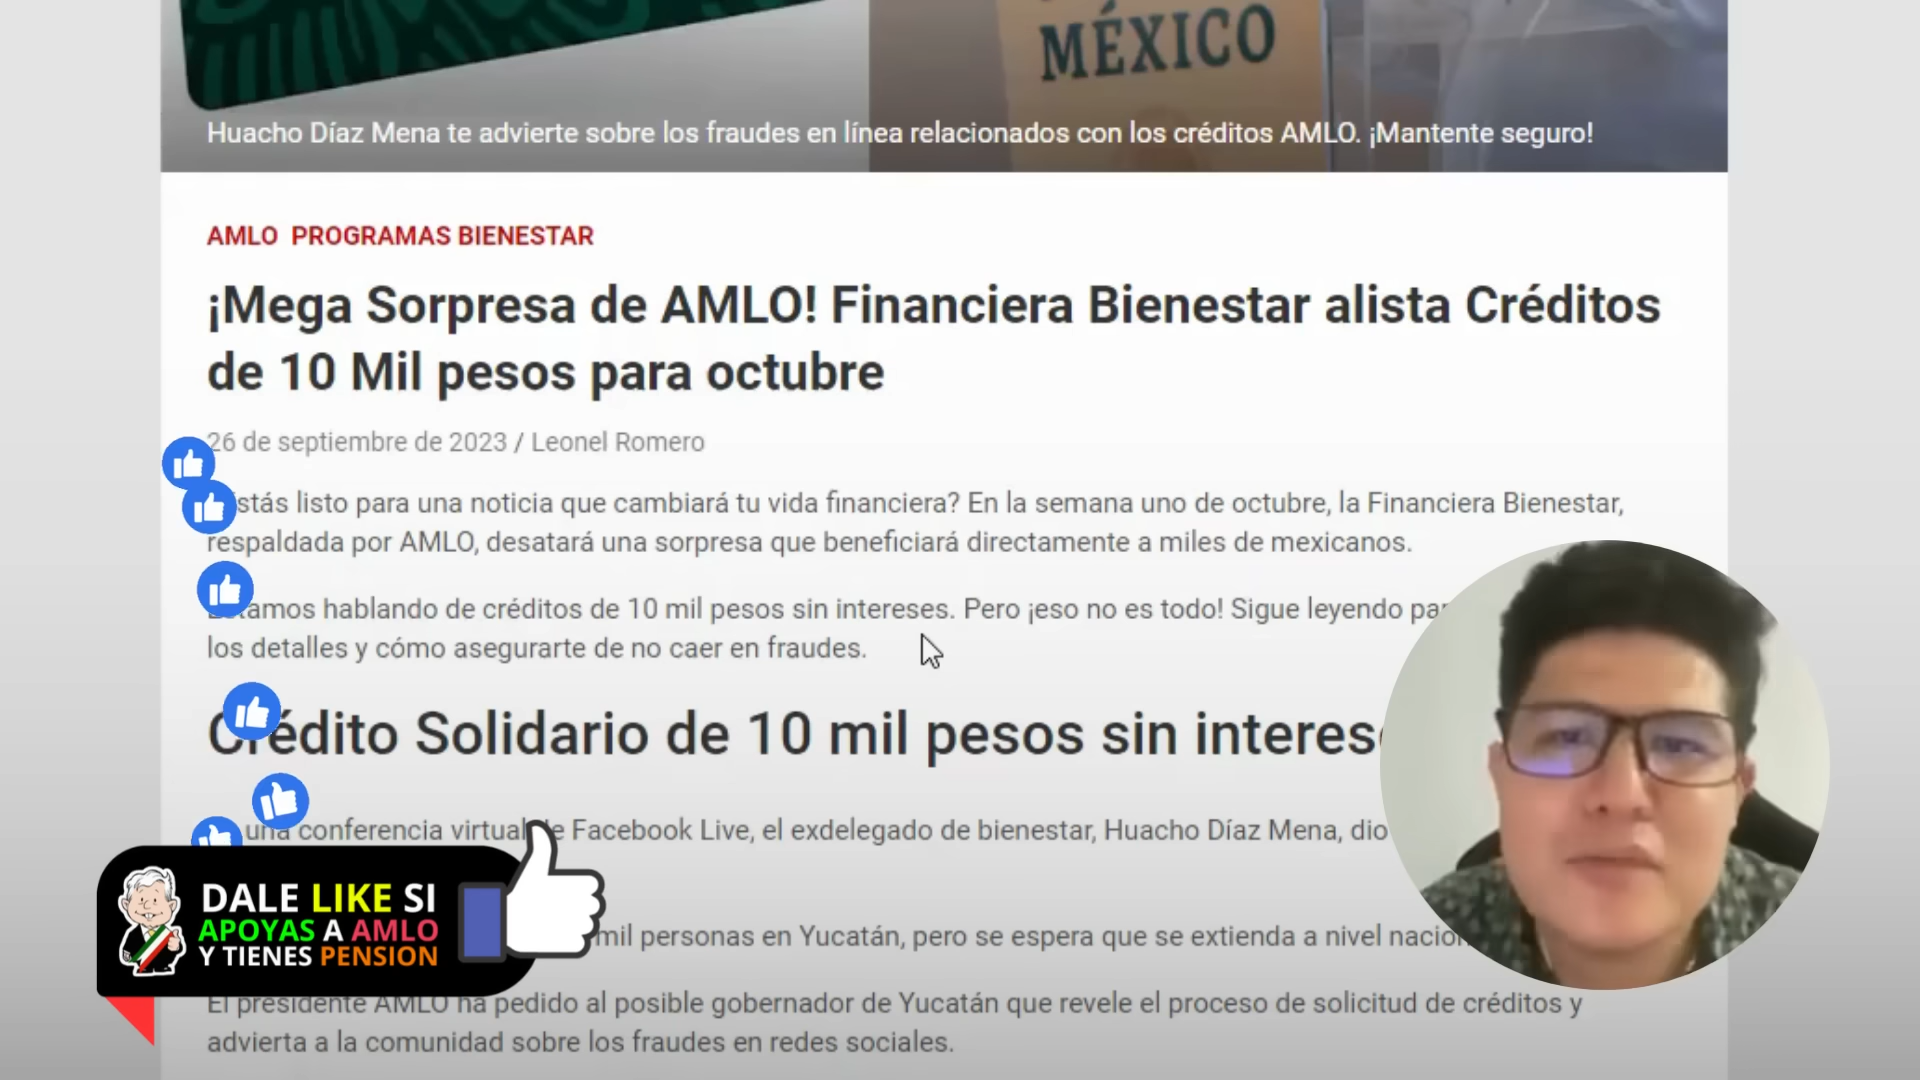 MÉXICO
Huacho Díaz Mena te advierte sobre los fraudes en línea relacionados con los créditos AMLO. ¡Mantente seguro!
AMLO PROGRAMAS BIENESTAR
¡Mega Sorpresa de AMLO! Financiera Bienestar alista Créditos
de 10 Mil pesos para octubre
26 de septiembre de 2023 / Leonel Romero
stás listo para una noticia que cambiará tu vida financiera? En la semana uno de octubre, la Financiera Bienestar,
respaldada por AMLO, desatará una sorpresa que beneficiará directamente a miles de mexicanos.
amos hablando de créditos de 10 mil pesos sin intereses. Pero ¡eso no es todo! Sigue leyendo par
los detalles y cómo asegurarte de no caer en fraudes.
Crédito Solidario de 10 mil pesos sin interes
una conferencia virtual de Facebook Live, el exdelegado de bienestar, Huacho Díaz Mena, dio
mil personas en Yucatán, pero se espera que se extienda a nivel nacion
El presidente AMLO ha pedido al posible gobernador de Yucatán que revele el proceso de solicitud de créditos y
advierta a la comunidad sobre los fraudes en redes sociales.
DALE LIKE SI
APOYAS A AMLO
Y TIENES PENSION